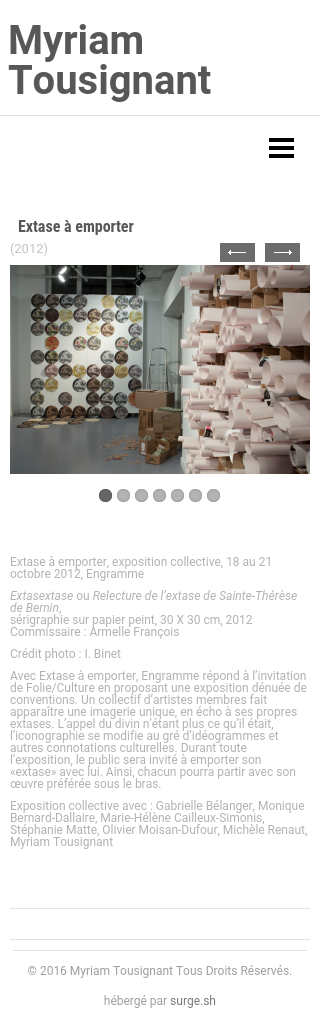 Myriam
Tousignant
Extase à emporter
(2012)
Extase à emporter, exposition collective, 18 au 21
octobre 2012, Engramme
Extasextase ou Relecture de l’extase de Sainte-Thérèse
de Bernin,
sérigraphie sur papier peint, 30 X 30 cm, 2012
Commissaire : Armelle François
Crédit photo : I. Binet
Avec Extase à emporter, Engramme répond à l’invitation
de Folie/Culture en proposant une exposition dénuée de
conventions. Un collectif d’artistes membres fait
apparaître une imagerie unique, en écho à ses propres
extases. L’appel du divin n’étant plus ce qu’il était,
l’iconographie se modifie au gré d’idéogrammes et
autres connotations culturelles. Durant toute
l’exposition, le public sera invité à emporter son
«extase» avec lui. Ainsi, chacun pourra partir avec son
œuvre préférée sous le bras.
Exposition collective avec : Gabrielle Bélanger, Monique
Bernard-Dallaire, Marie-Hélène Cailleux-Simonis,
Stéphanie Matte, Olivier Moisan-Dufour, Michèle Renaut,
Myriam Tousignant
© 2016 Myriam Tousignant Tous Droits Réservés.
hébergé par surge.sh